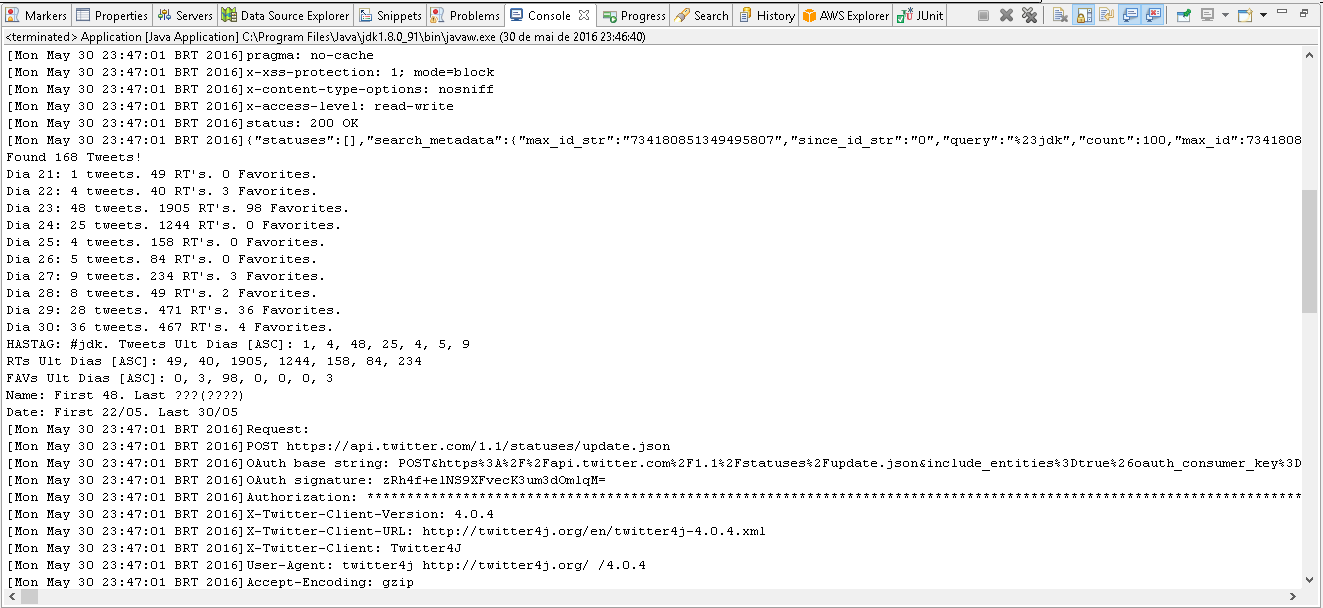 Markers Properties Servers Data Source Explorer Snippets Problems Console Progress Search History AWS Explorer JUnit
<terminated> Application [Java Application] C:\Program Files\Java\jdk1.8.0_91\bin\javaw.exe (30 de mai de 2016 23:46:40)
[Mon May 30 23:47:01 BRT 2016]pragma: no-cache
[Mon May 30 23:47:01 BRT 2016]x-xss-protection: 1; mode=block
[Mon May 30 23:47:01 BRT 2016]x-content-type-options: nosniff
[Mon May 30 23:47:01 BRT 2016]x-access-level: read-write
[Mon May 30 23:47:01 BRT 2016]status: 200 OK
[Mon May 30 23:47:01 BRT 2016]{"statuses":[],"search_metadata":{"max_id_str":"734180851349495807","since_id_str":"0","query":"%23jdk","count":100,"max_id":7341808
Found 168 Tweets!
Dia 21: 1 tweets. 49 RT's. 0 Favorites.
Dia 22: 4 tweets. 40 RT's. 3 Favorites.
Dia 23: 48 tweets. 1905 RT's. 98 Favorites.
Dia 24: 25 tweets. 1244 RT's. 0 Favorites.
Dia 25: 4 tweets. 158 RT's. 0 Favorites.
Dia 26: 5 tweets. 84 RT's. 0 Favorites.
Dia 27: 9 tweets. 234 RT's. 3 Favorites.
Dia 28: 8 tweets. 49 RT's. 2 Favorites.
Dia 29: 28 tweets. 471 RT's. 36 Favorites.
Dia 30: 36 tweets. 467 RT's. 4 Favorites.
HASTAG: #jdk. Tweets Ult Dias [ASC]: 1, 4, 48, 25, 4, 5, 9
RTs Ult Dias [ASC]: 49, 40, 1905, 1244, 158, 84, 234
FAVs Ult Dias [ASC]: 0, 3, 98, 0, 0, 0, 3
Name: First 48. Last ???(????)
Date: First 22/05. Last 30/05
[Mon May 30 23:47:01 BRT 2016]Request:
[Mon May 30 23:47:01 BRT 2016]POST https://api.twitter.com/1.1/statuses/update.json
[Mon May 30 23:47:01 BRT 2016]OAuth base string: POST&https%3A%2F%2Fapi.twitter.com%2F1.1%2Fstatuses%2Fupdate.json&include_entities%3Dtrue%26oauth_consumer_key%3D
[Mon May 30 23:47:01 BRT 2016]OAuth signature: zRh4f+elNS9XFvecK3um3dOmlqM=
[Mon May 30 23:47:01 BRT 2016]Authorization: *********************************************************************************************************************
[Mon May 30 23:47:01 BRT 2016]X-Twitter-Client-Version: 4.0.4
[Mon May 30 23:47:01 BRT 2016]X-Twitter-Client-URL: http://twitter4j.org/en/twitter4j-4.0.4.xml
[Mon May 30 23:47:01 BRT 2016]X-Twitter-Client: Twitter4J
[Mon May 30 23:47:01 BRT 2016]User-Agent: twitter4j http://twitter4j.org/ /4.0.4
[Mon May 30 23:47:01 BRT 2016]Accept-Encoding: gzip